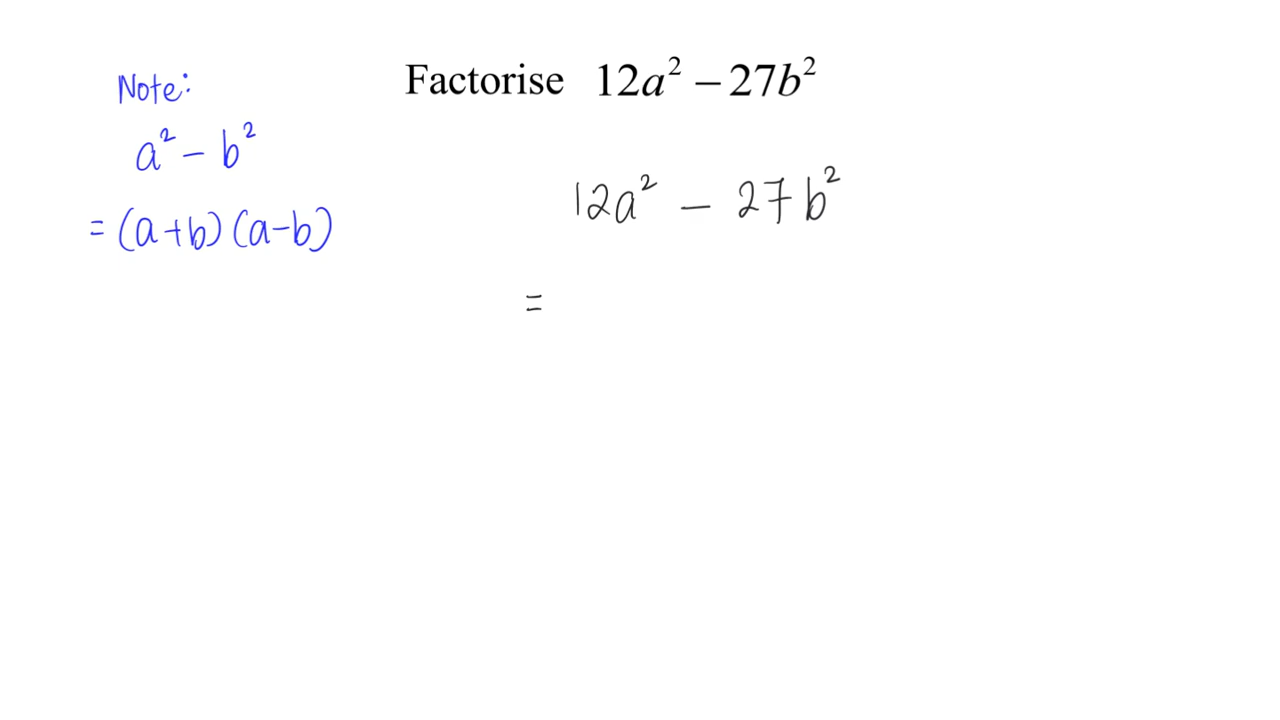 Factorise 12a² − 27b²
Note:
a² − b²
= (a+b)(a−b)
12a² − 27b²
=